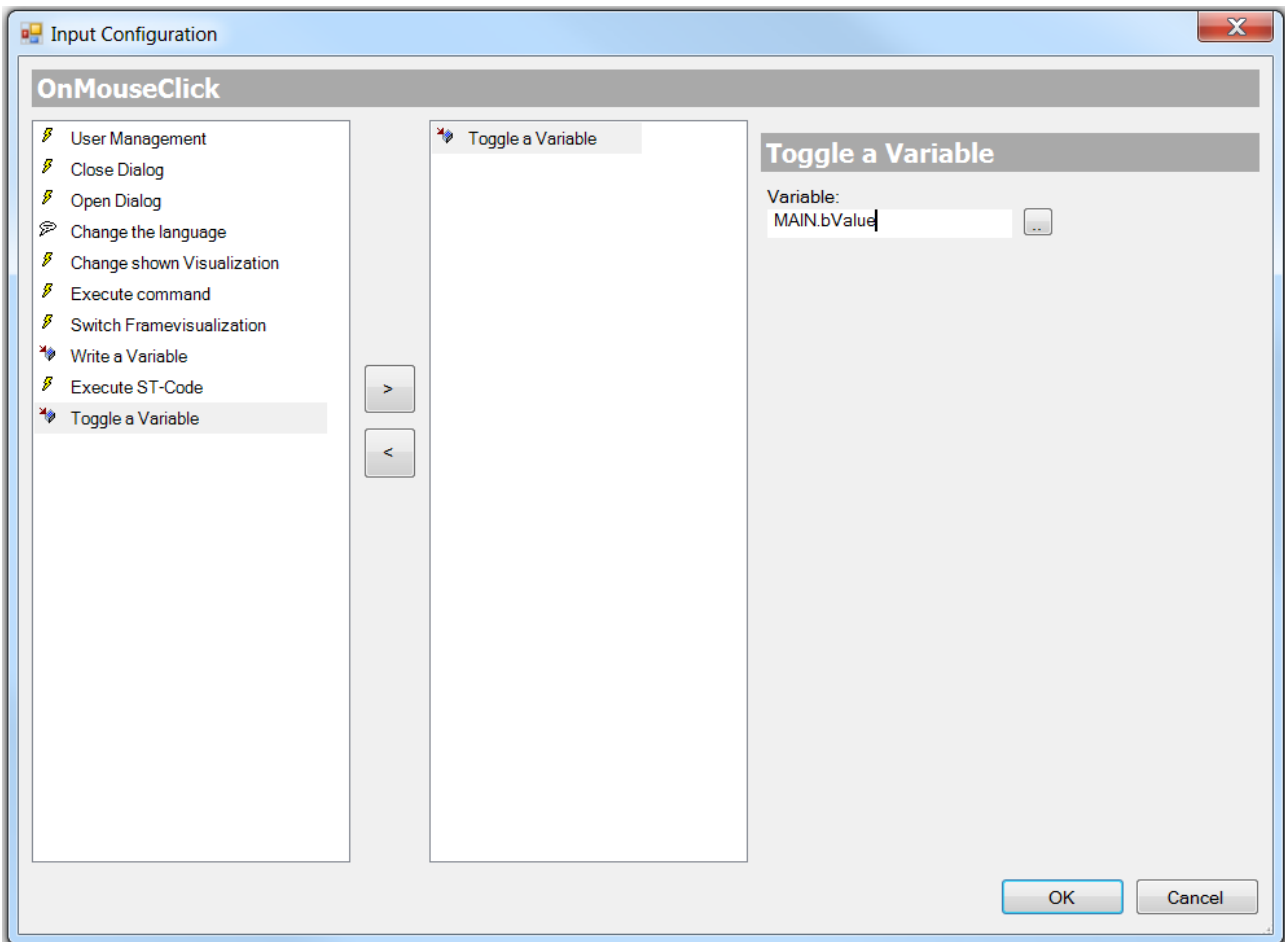 Input Configuration
X
OnMouseClick
User Management
Close Dialog
Open Dialog
Change the language
Change shown Visualization
Execute command
Switch Framevisualization
Write a Variable
Execute ST-Code
Toggle a Variable
>
<
Toggle a Variable
Toggle a Variable
Variable:
MAIN.bValue
..
OK
Cancel